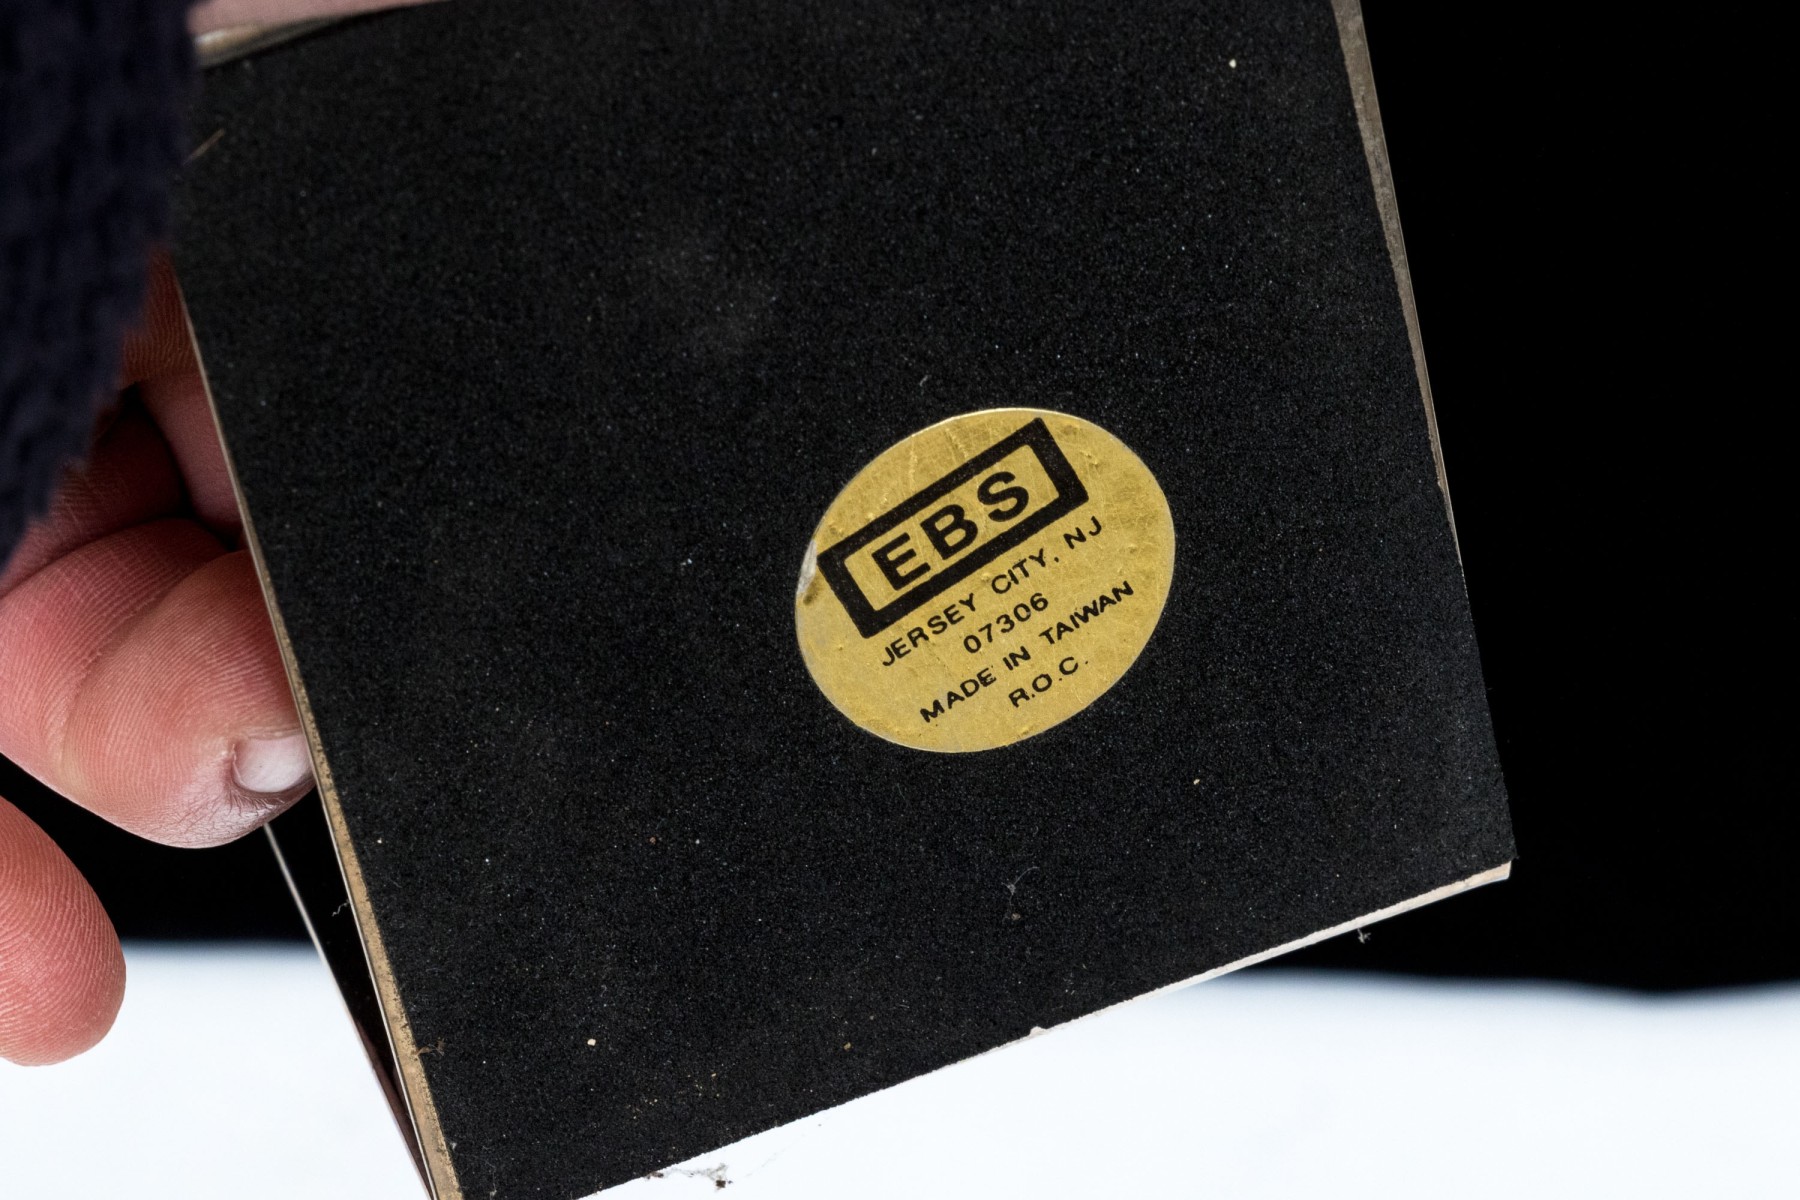 EBS
JERSEY CITY, NJ
07306
MADE IN TAIWAN
R.O.C.